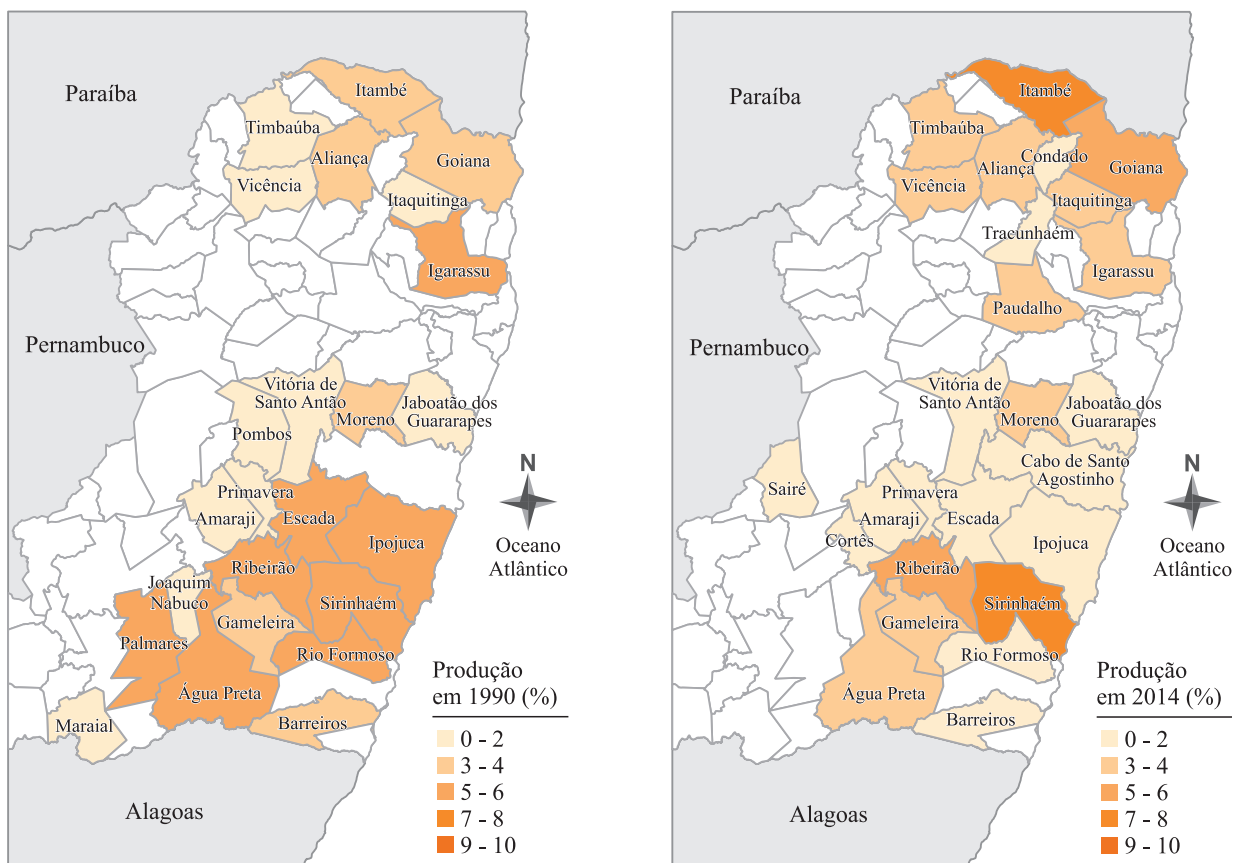 Paraíba
Itambé
Timbaúba
Aliança
Goiana
Vicência
Itaquitinga
Igarassu
Pernambuco
Vitória de
Santo Antão
Moreno
Jaboatão dos
Guararapes
Pombos
Primavera
Amaraji
Escada
Ipojuca
Ribeirão
Joaquim
Nabuco
Sirinhaém
Gameleira
Palmares
Rio Formoso
Água Preta
Barreiros
Maraial
Alagoas
N
Oceano
Atlântico
Produção
em 1990 (%)
0 - 2
3 - 4
5 - 6
7 - 8
9 - 10
Paraíba
Itambé
Timbaúba
Condado
Aliança
Goiana
Vicência
Itaquitinga
Tracunhaém
Igarassu
Paudalho
Pernambuco
Vitória de
Santo Antão
Moreno
Jaboatão dos
Guararapes
Cabo de Santo
Agostinho
Sairé
Primavera
Amaraji
Escada
Cortês
Ipojuca
Ribeirão
Sirinhaém
Gameleira
Rio Formoso
Água Preta
Barreiros
Alagoas
N
Oceano
Atlântico
Produção
em 2014 (%)
0 - 2
3 - 4
5 - 6
7 - 8
9 - 10